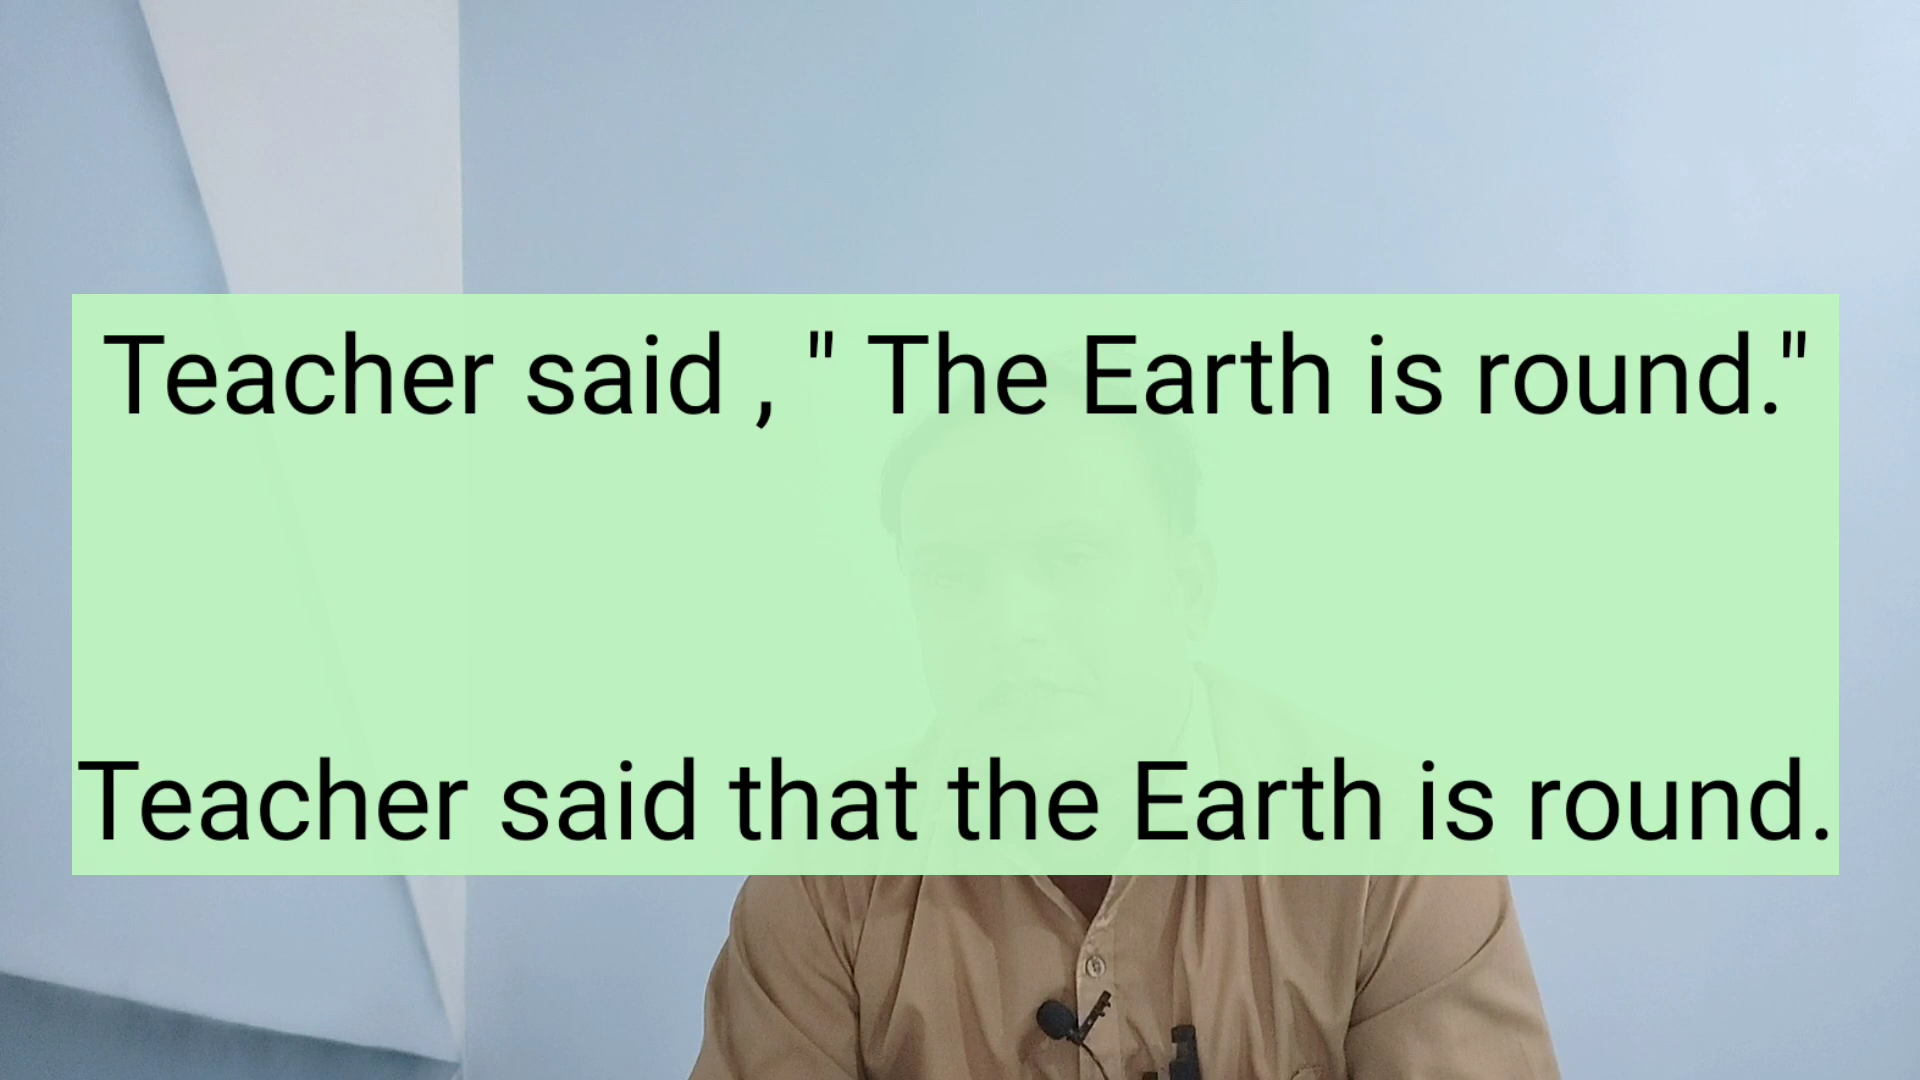 Teacher said , " The Earth is round."
Teacher said that the Earth is round.